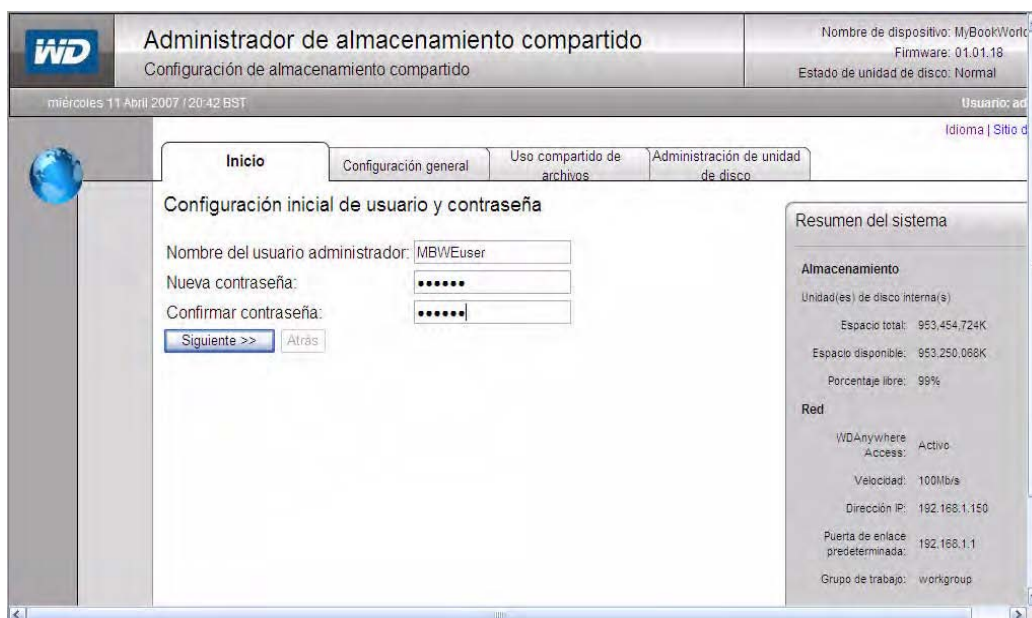 WD
Administrador de almacenamiento compartido
Configuración de almacenamiento compartido
Nombre de dispositivo: MyBookWorld
Firmware: 01.01.18
Estado de unidad de disco: Normal
miércoles 11 Abril 2007 / 20:42 BST
Usuario: ad
Idioma | Sitio d
Inicio
Configuración general
Uso compartido de archivos
Administración de unidad de disco
Configuración inicial de usuario y contraseña
Nombre del usuario administrador: MBWEuser
Nueva contraseña: ••••••
Confirmar contraseña: ••••••
Siguiente >> Atrás
Resumen del sistema
Almacenamiento
Unidad(es) de disco interna(s)
Espacio total: 953,454,724K
Espacio disponible: 953,250,068K
Porcentaje libre: 99%
Red
WDAnywhere Access: Activo
Velocidad: 100Mb/s
Dirección IP: 192.168.1.150
Puerta de enlace predeterminada: 192.168.1.1
Grupo de trabajo: workgroup